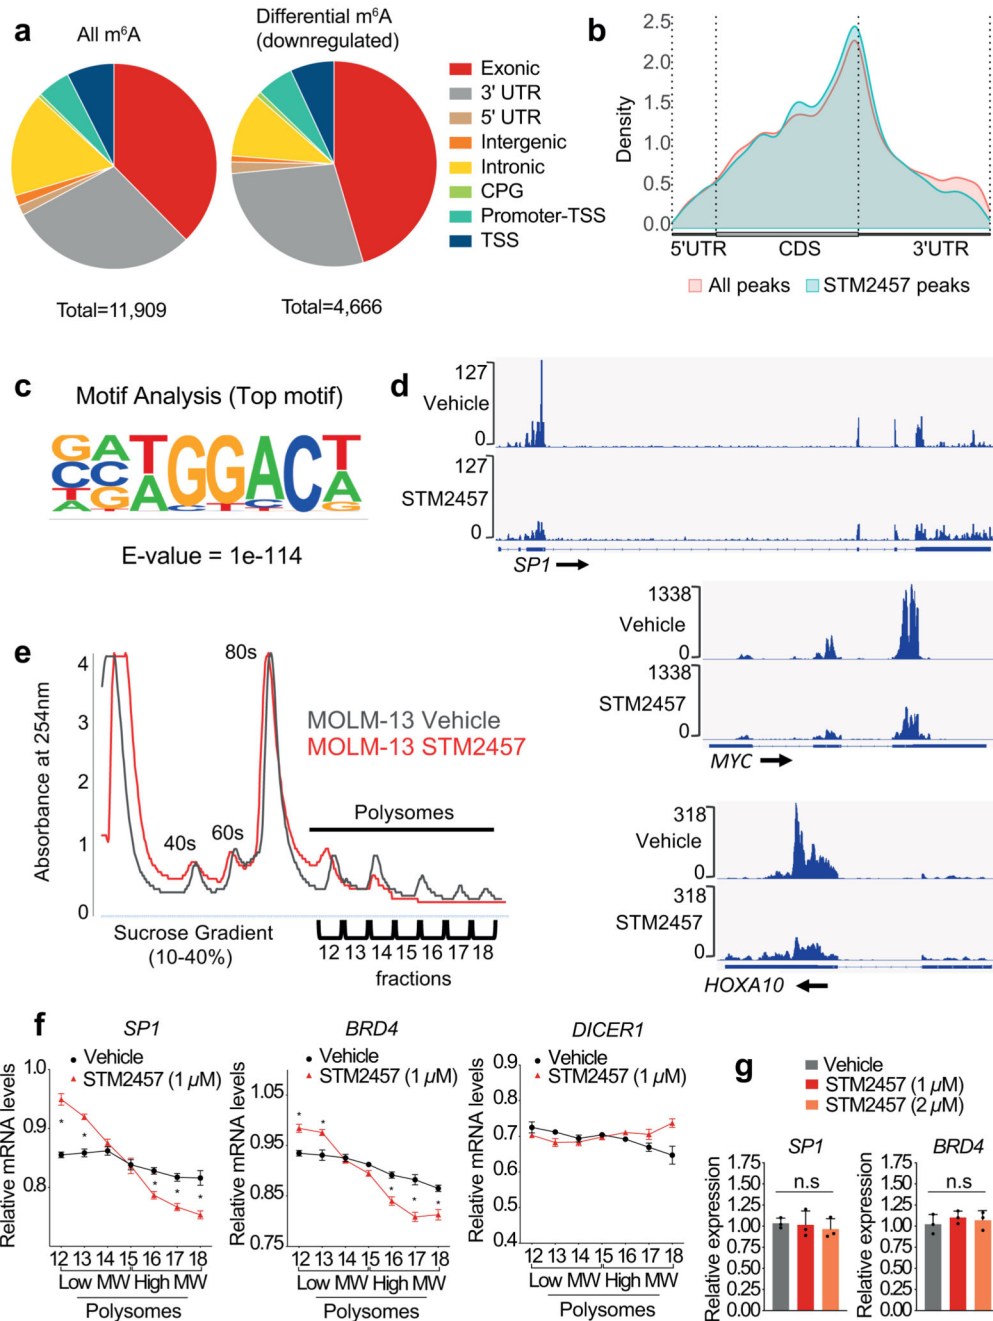 a
All m⁶A
Differential m⁶A
(downregulated)
Exonic
3' UTR
5' UTR
Intergenic
Intronic
CPG
Promoter-TSS
TSS
Total=11,909
Total=4,666
b
Density
2.5
2.0
1.5
1.0
0.5
0.0
5'UTR
CDS
3'UTR
All peaks
STM2457 peaks
c
Motif Analysis (Top motif)
GATGGACT
E-value = 1e-114
d
127
Vehicle
0
127
STM2457
0
SP1
1338
Vehicle
0
1338
STM2457
0
MYC
318
Vehicle
0
318
STM2457
0
HOXA10
e
Absorbance at 254nm
4
3
2
1
0
40s
60s
80s
MOLM-13 Vehicle
MOLM-13 STM2457
Polysomes
Sucrose Gradient
(10-40%)
12 13 14 15 16 17 18
fractions
f
SP1
Vehicle
STM2457 (1 µM)
Relative mRNA levels
1.0
0.9
0.8
* * * * *
12 13 14 15 16 17 18
Low MW High MW
Polysomes
BRD4
Vehicle
STM2457 (1 µM)
Relative mRNA levels
1.05
0.95
0.85
0.75
* * * * *
12 13 14 15 16 17 18
Low MW High MW
Polysomes
DICER1
Vehicle
STM2457 (1 µM)
Relative mRNA levels
0.9
0.8
0.7
0.6
0.4
12 13 14 15 16 17 18
Low MW High MW
Polysomes
g
Vehicle
STM2457 (1 µM)
STM2457 (2 µM)
SP1
Relative expression
1.75
1.50
1.25
1.00
0.75
0.50
0.25
0.00
n.s
BRD4
Relative expression
1.75
1.50
1.25
1.00
0.75
0.50
0.25
0.00
n.s